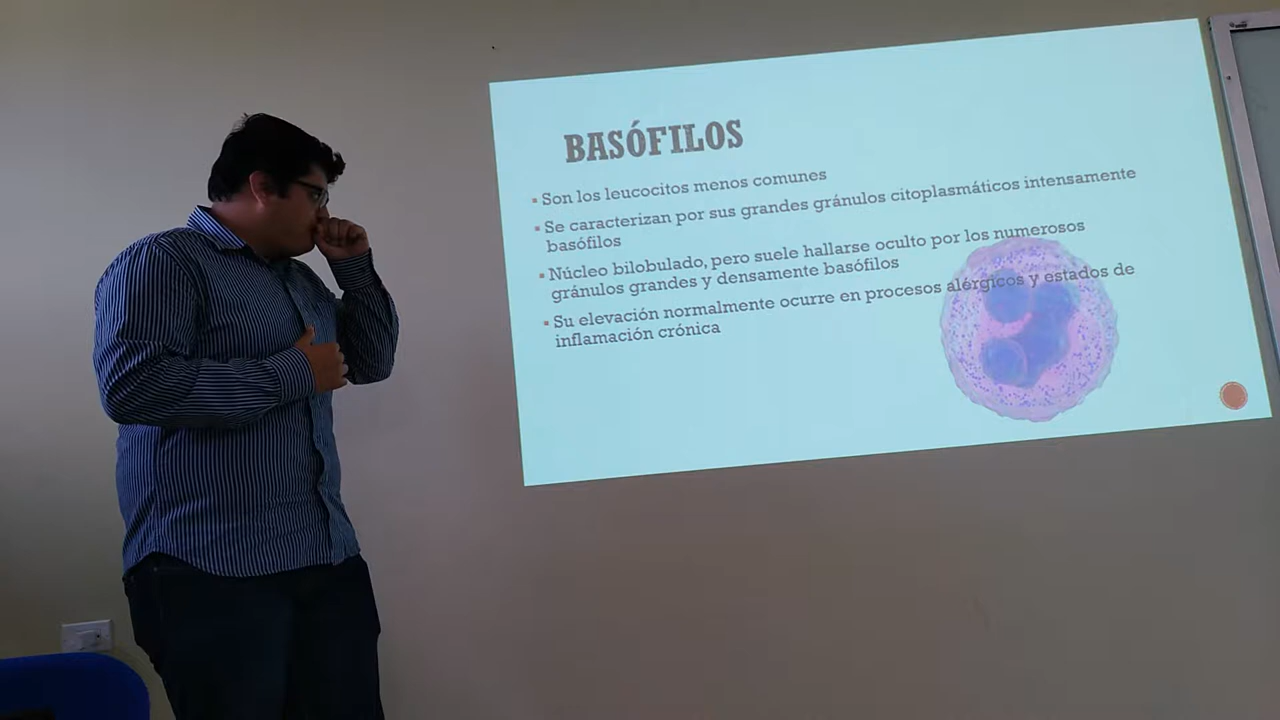 BASÓFILOS
Son los leucocitos menos comunes
Se caracterizan por sus grandes gránulos citoplasmáticos intensamente
basófilos
Núcleo bilobulado, pero suele hallarse oculto por los numerosos
gránulos grandes y densamente basófilos
Su elevación normalmente ocurre en procesos alérgicos y estados de
inflamación crónica